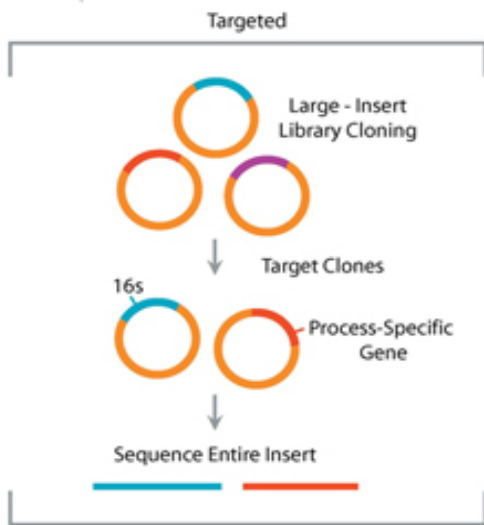 Targeted
Large - Insert
Library Cloning
Target Clones
16s
Process-Specific
Gene
Sequence Entire Insert